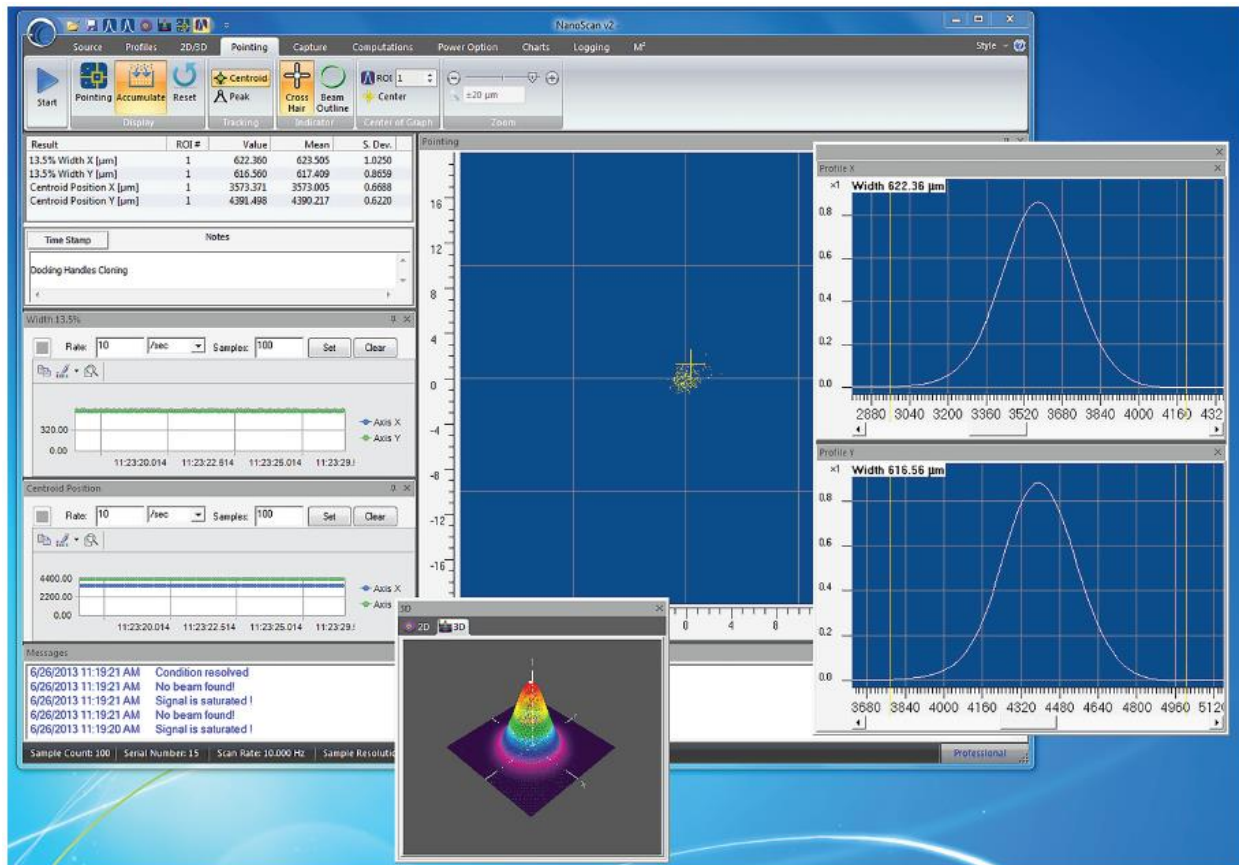 NanoScan v2 -
Source Profiles 2D/3D Pointing Capture Computations Power Option Charts Logging M²
Style
Start Pointing Accumulate Reset
Centroid
Peak
Cross Hair Beam Outline
ROI 1
Center
±20 µm
Display Tracking Indicator Center of Graph Zoom
Result ROI # Value Mean S. Dev.
13.5% Width X [µm] 1 622.360 623.505 1.0250
13.5% Width Y [µm] 1 616.560 617.409 0.8659
Centroid Position X [µm] 1 3573.371 3573.005 0.6688
Centroid Position Y [µm] 1 4391.498 4390.217 0.6220
Time Stamp Notes
Docking Handles Cloning
Width 13.5%
Rate: 10 /sec Samples: 100 Set Clear
320.00
0.00
Axis X
Axis Y
11:23:20.014 11:23:22.514 11:23:25.014 11:23:29.
Centroid Position
Rate: 10 /sec Samples: 100 Set Clear
4400.00
2200.00
0.00
Axis X
Axis
11:23:20.014 11:23:22.514 11:23:25.014 11:23:29.
Pointing
16
12
8
4
0
-4
-8
-12
-16
0 4 8
Profile X
x1 Width 622.36 µm
0.8
0.6
0.4
0.2
0.0
2880 3040 3200 3360 3520 3680 3840 4000 4160 432
Profile Y
x1 Width 616.56 µm
0.8
0.6
0.4
0.2
0.0
3680 3840 4000 4160 4320 4480 4640 4800 4960 512
3D
2D 3D
Messages
6/26/2013 11:19:21 AM Condition resolved
6/26/2013 11:19:21 AM No beam found!
6/26/2013 11:19:21 AM Signal is saturated !
6/26/2013 11:19:21 AM No beam found!
6/26/2013 11:19:20 AM Signal is saturated !
Sample Count: 100 Serial Number: 15 Scan Rate: 10.000 Hz Sample Resolutio
Professional